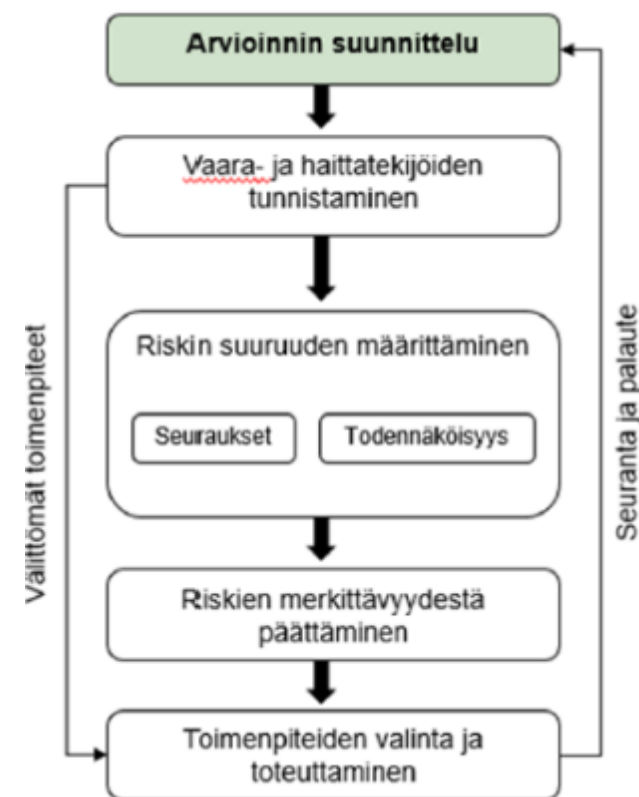 Arvioinnin suunnittelu
Vaara- ja haittatekijöiden
tunnistaminen
Riskin suuruuden määrittäminen
Seuraukset
Todennäköisyys
Riskien merkittävyydestä
päättäminen
Toimenpiteiden valinta ja
toteuttaminen
Välittömät toimenpiteet
Seuranta ja palaute